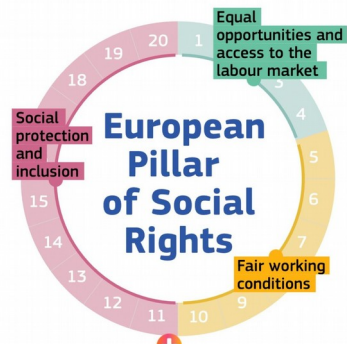 Equal
opportunities and
access to the
labour market
20
1
19
18
3
4
Social
protection
and
inclusion
European
Pillar
of Social
Rights
5
6
15
7
14
Fair working
conditions
13
9
12
11
10